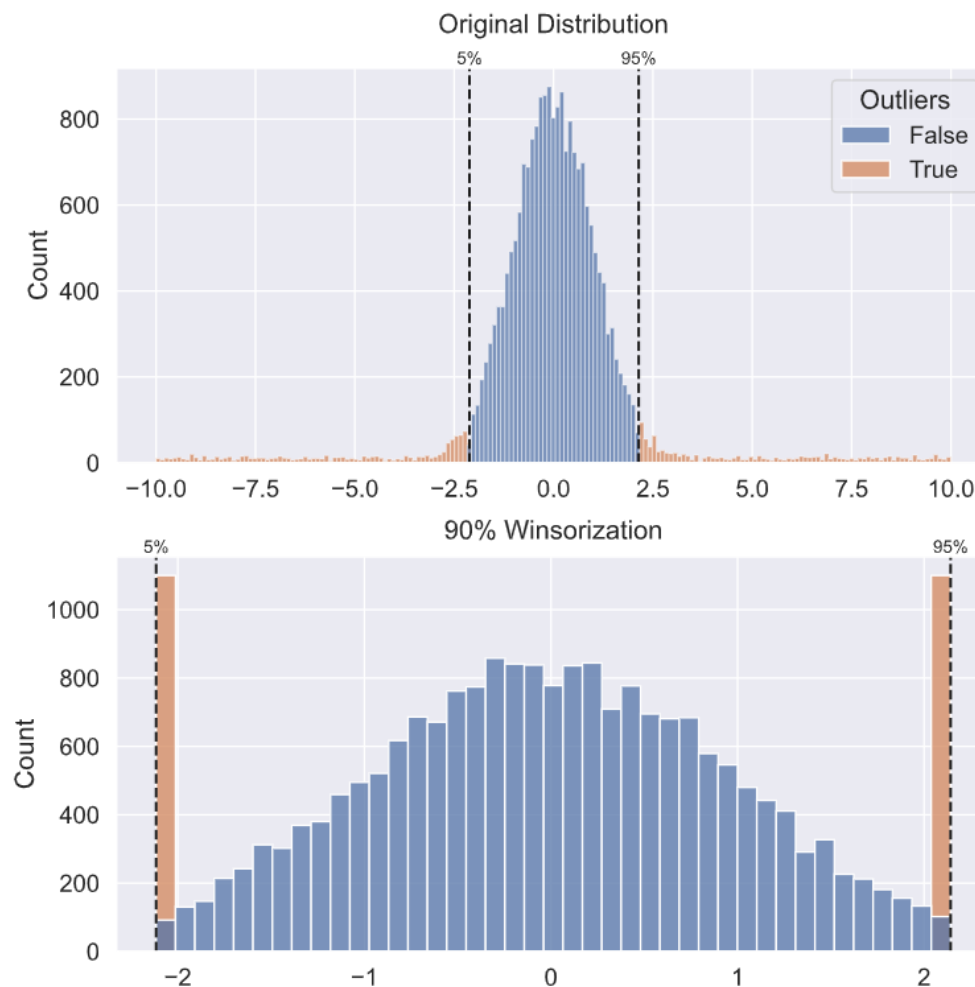 Original Distribution
5% 95%
Outliers
False
True
Count
800
600
400
200
0
−10.0 −7.5 −5.0 −2.5 0.0 2.5 5.0 7.5 10.0
90% Winsorization
5% 95%
Count
1000
800
600
400
200
0
−2 −1 0 1 2